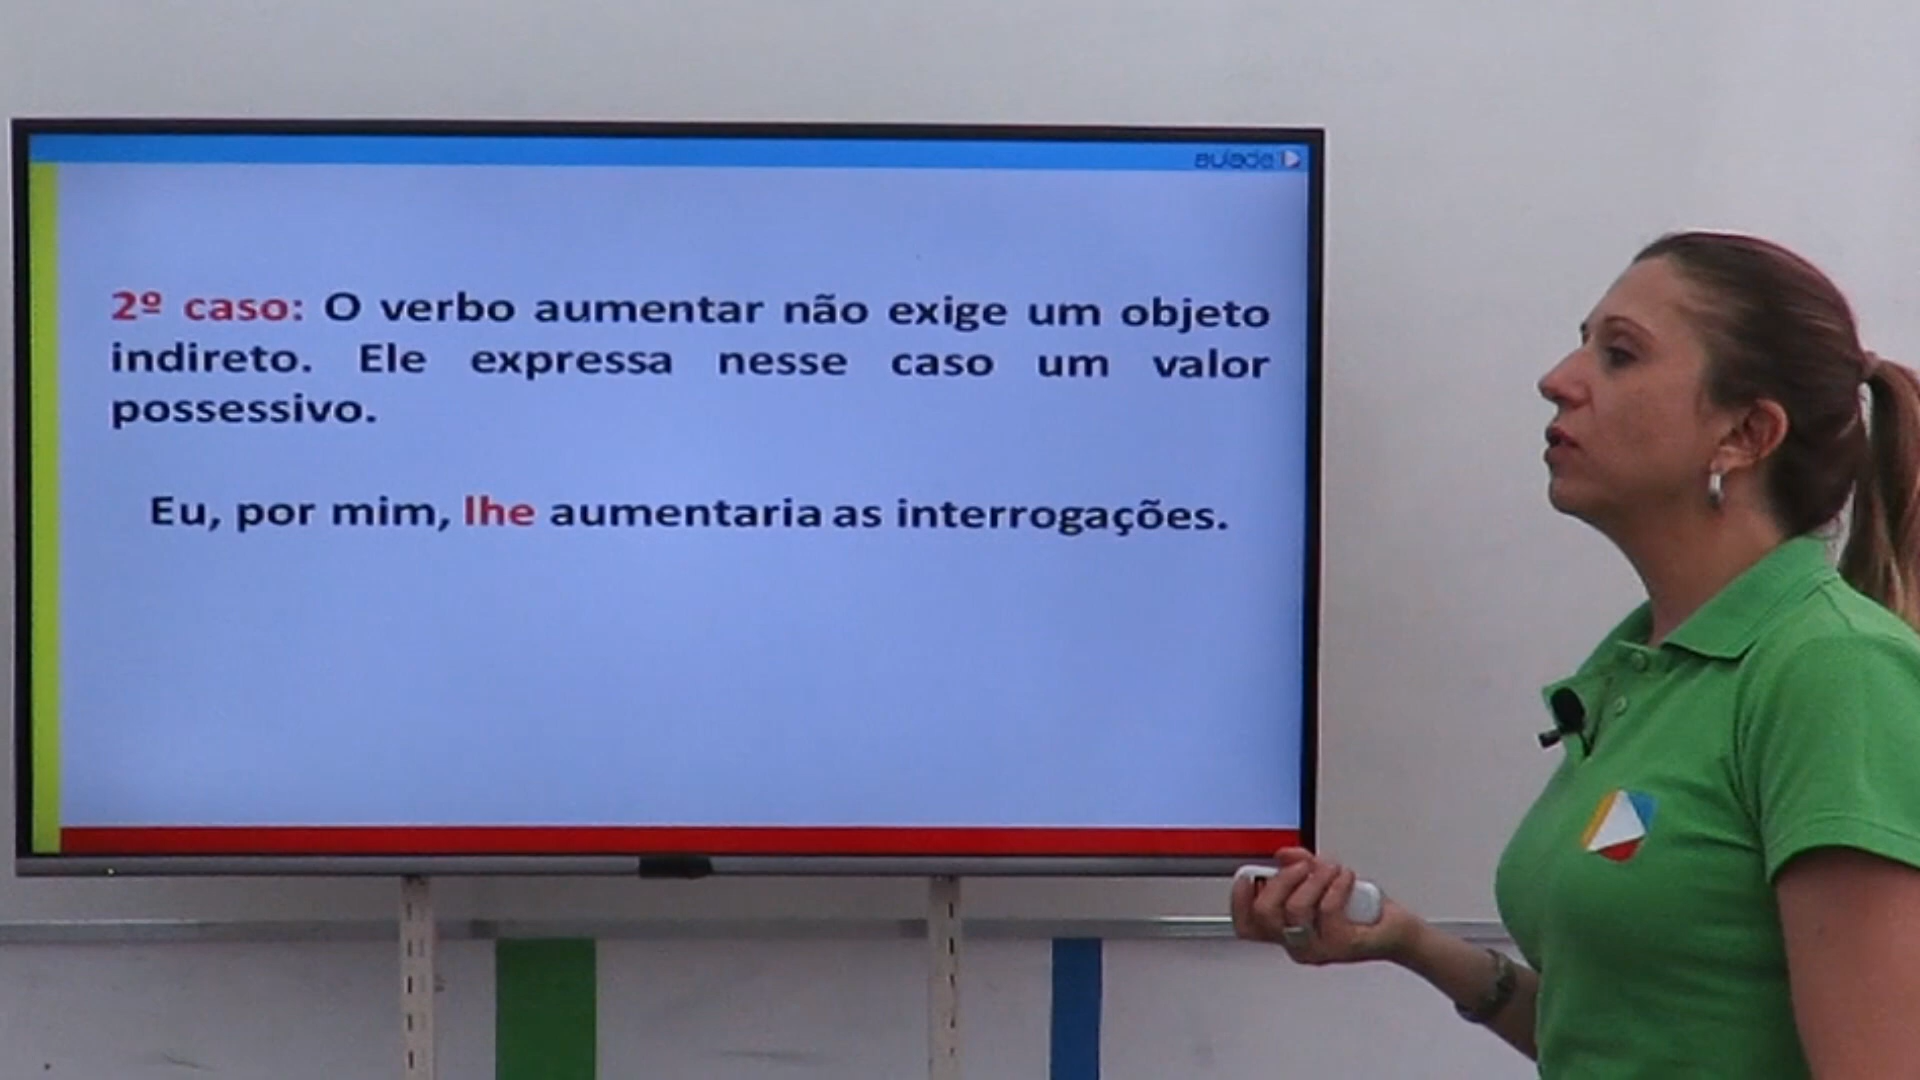 aulade
2º caso: O verbo aumentar não exige um objeto
indireto. Ele expressa nesse caso um valor
possessivo.
Eu, por mim, lhe aumentaria as interrogações.